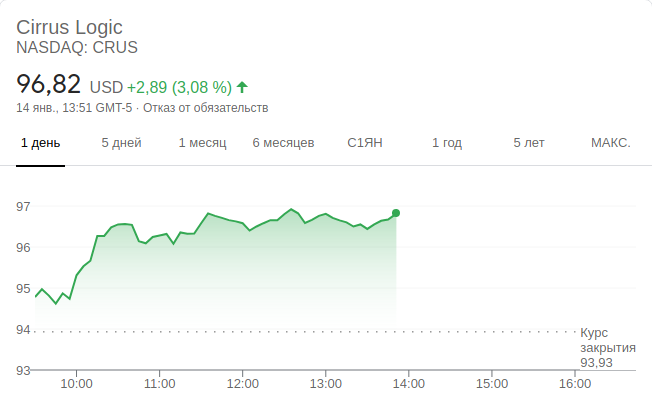 Cirrus Logic
NASDAQ: CRUS
96,82 USD +2,89 (3,08 %)
14 янв., 13:51 GMT-5 · Отказ от обязательств
1 день 5 дней 1 месяц 6 месяцев С1ЯН 1 год 5 лет МАКС.
97
96
95
94
93
Курс
закрытия
93,93
10:00 11:00 12:00 13:00 14:00 15:00 16:00